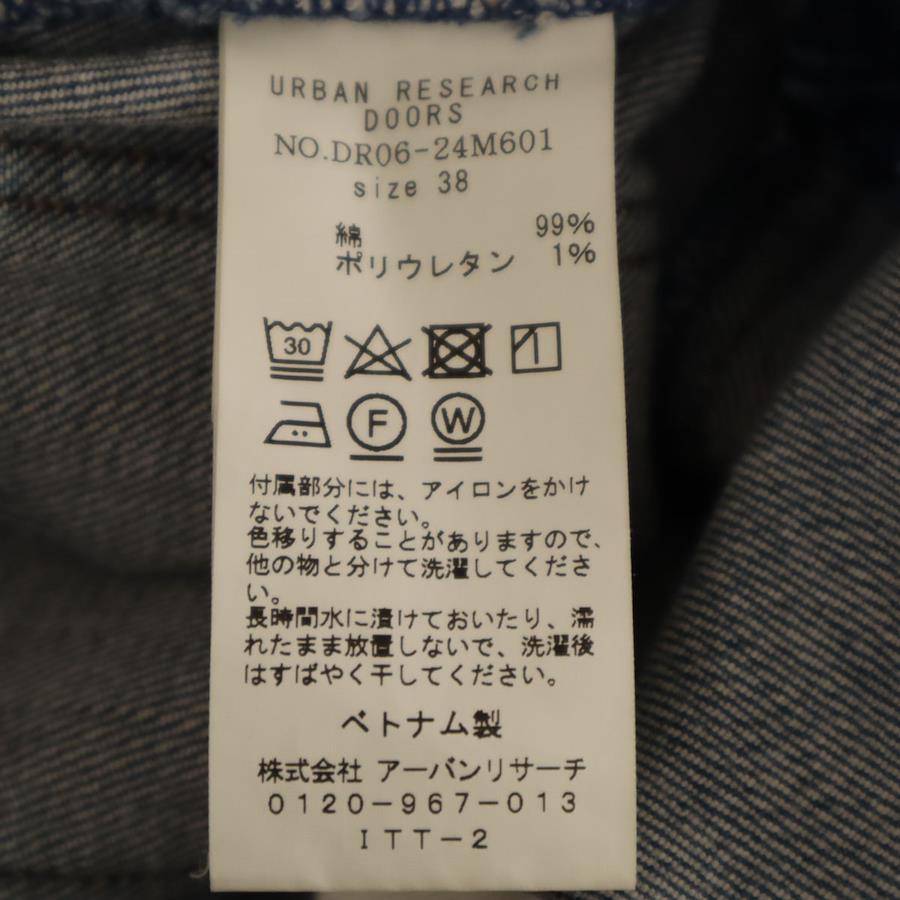 URBAN RESEARCH
DOORS
NO.DR06-24M601
size 38
綿 99%
ポリウレタン 1%
30
F W
付属部分には、アイロンをかけ
ないでください。
色移りすることがありますので、
他の物と分けて洗濯してくださ
い。
長時間水に漬けておいたり、濡
れたまま放置しないで、洗濯後
はすばやく干してください。
ベトナム製
株式会社 アーバンリサーチ
0120-967-013
ITT-2